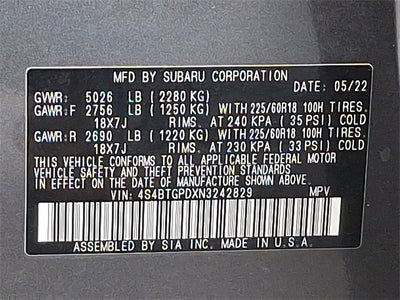 MFD BY SUBARU CORPORATION
DATE: 05/22
GVWR: 5026 LB ( 2280 KG)
GAWR:F 2756 LB ( 1250 KG) WITH 225/60R18 100H TIRES,
18X7J RIMS, AT 240 KPA ( 35 PSI) COLD
GAWR:R 2690 LB ( 1220 KG) WITH 225/60R18 100H TIRES,
18X7J RIMS, AT 230 KPA ( 33 PSI) COLD
THIS VEHICLE CONFORMS TO ALL APPLICABLE FEDERAL MOTOR
VEHICLE SAFETY STANDARDS IN EFFECT ON THE DATE OF
MANUFACTURE SHOWN ABOVE.
VIN: 4S4BTGPDXN3242829 MPV
ASSEMBLED BY SIA INC. MADE IN U.S.A.